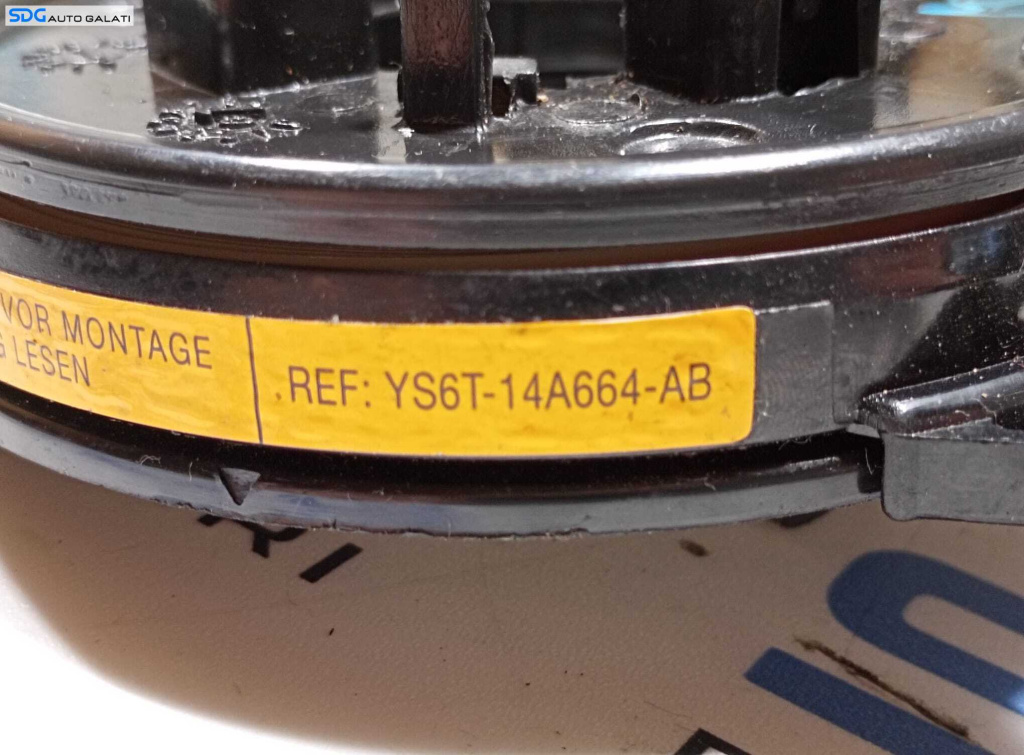 SDG AUTO GALATI
VOR MONTAGE
LESEN
REF: YS6T-14A664-AB